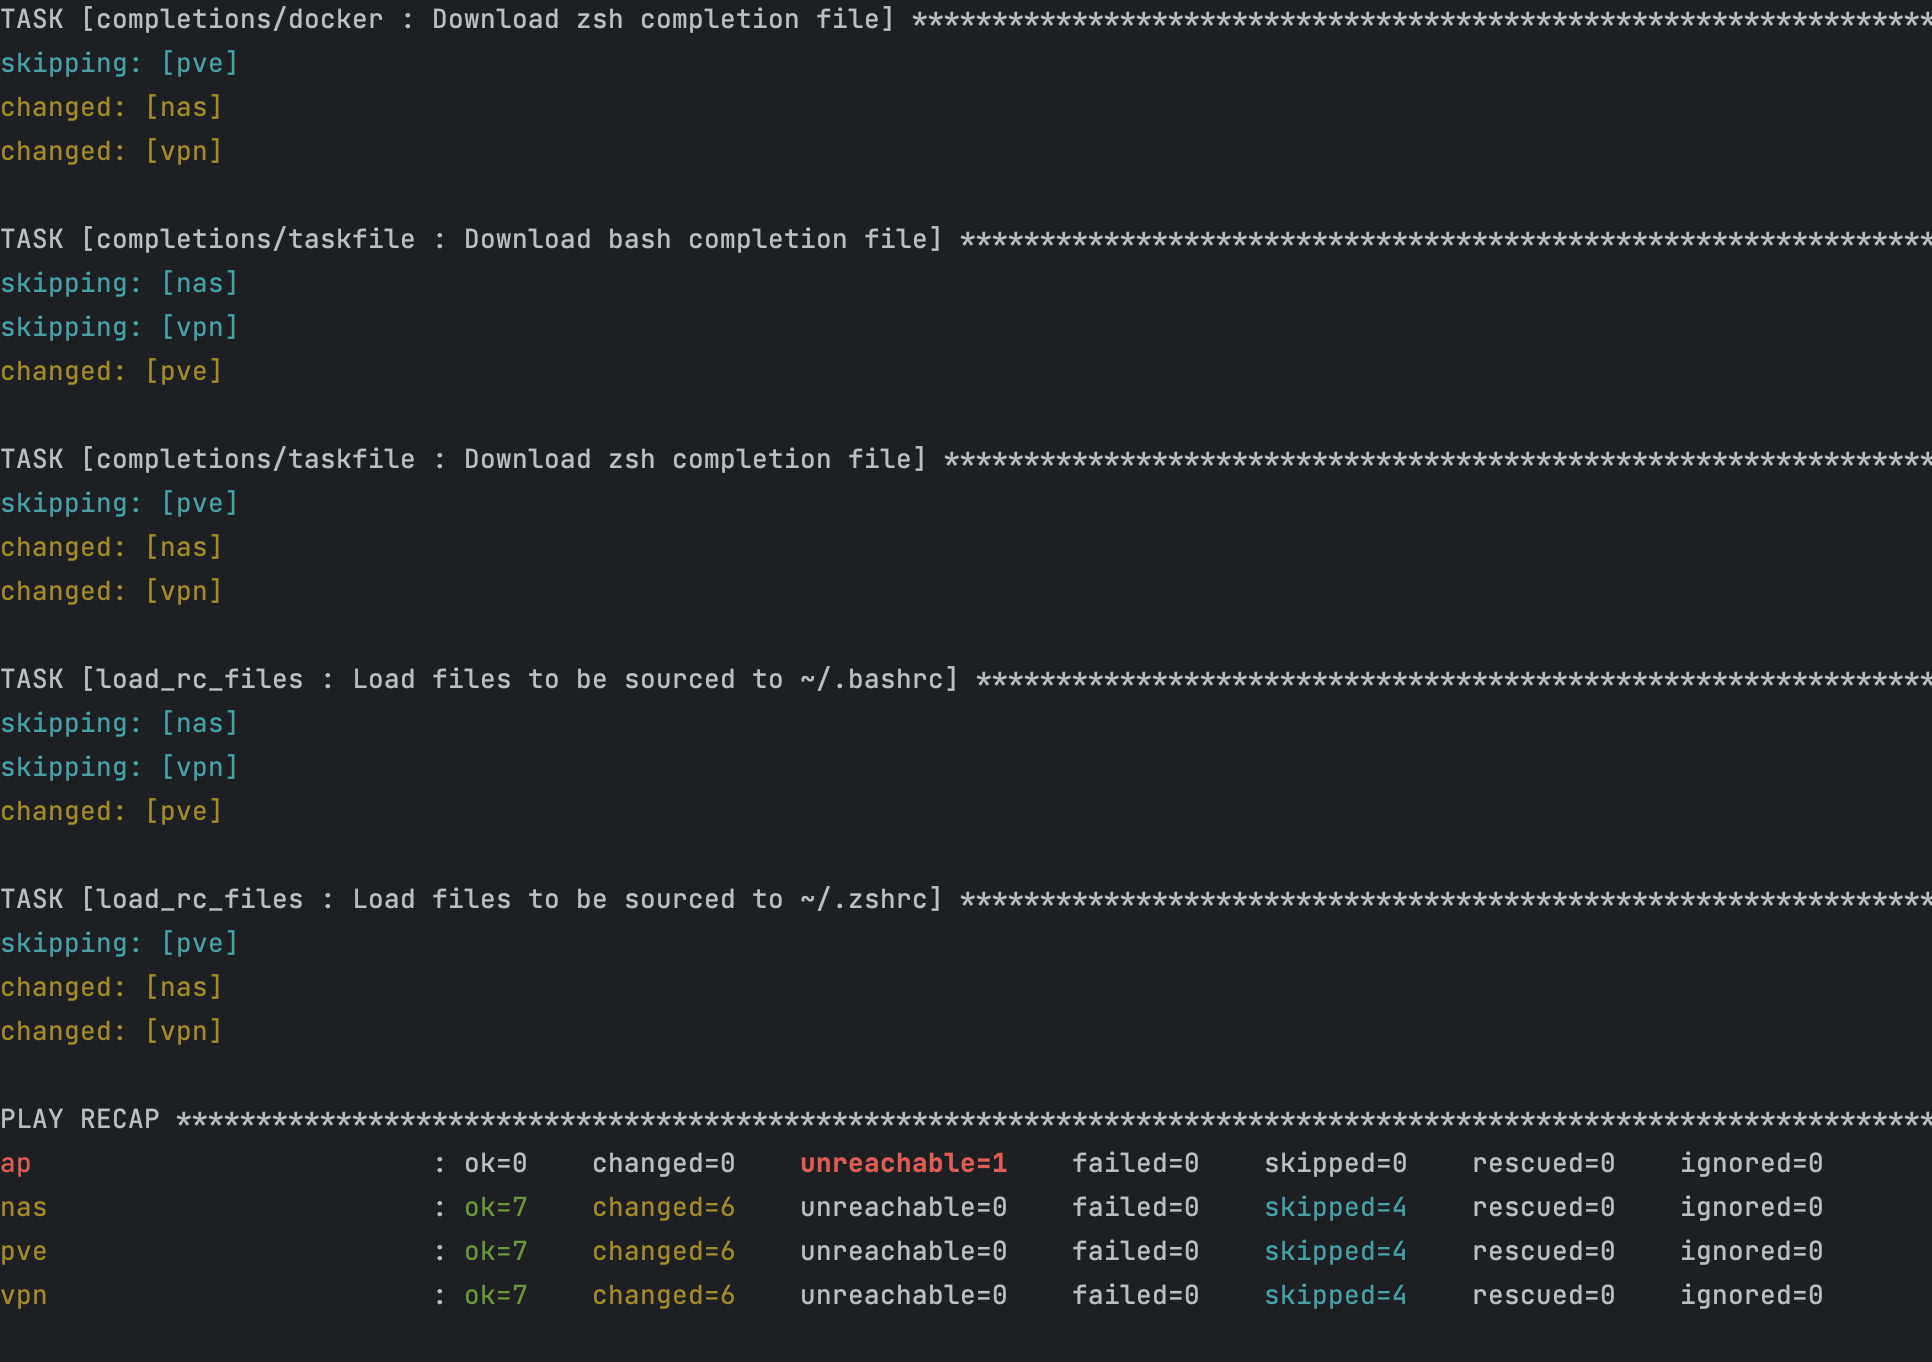 TASK [completions/docker : Download zsh completion file] ****************************************************************
skipping: [pve]
changed: [nas]
changed: [vpn]
TASK [completions/taskfile : Download bash completion file] *************************************************************
skipping: [nas]
skipping: [vpn]
changed: [pve]
TASK [completions/taskfile : Download zsh completion file] **************************************************************
skipping: [pve]
changed: [nas]
changed: [vpn]
TASK [load_rc_files : Load files to be sourced to ~/.bashrc] ************************************************************
skipping: [nas]
skipping: [vpn]
changed: [pve]
TASK [load_rc_files : Load files to be sourced to ~/.zshrc] *************************************************************
skipping: [pve]
changed: [nas]
changed: [vpn]
PLAY RECAP **************************************************************************************************************
ap                         : ok=0    changed=0    unreachable=1    failed=0    skipped=0    rescued=0    ignored=0
nas                        : ok=7    changed=6    unreachable=0    failed=0    skipped=4    rescued=0    ignored=0
pve                        : ok=7    changed=6    unreachable=0    failed=0    skipped=4    rescued=0    ignored=0
vpn                        : ok=7    changed=6    unreachable=0    failed=0    skipped=4    rescued=0    ignored=0